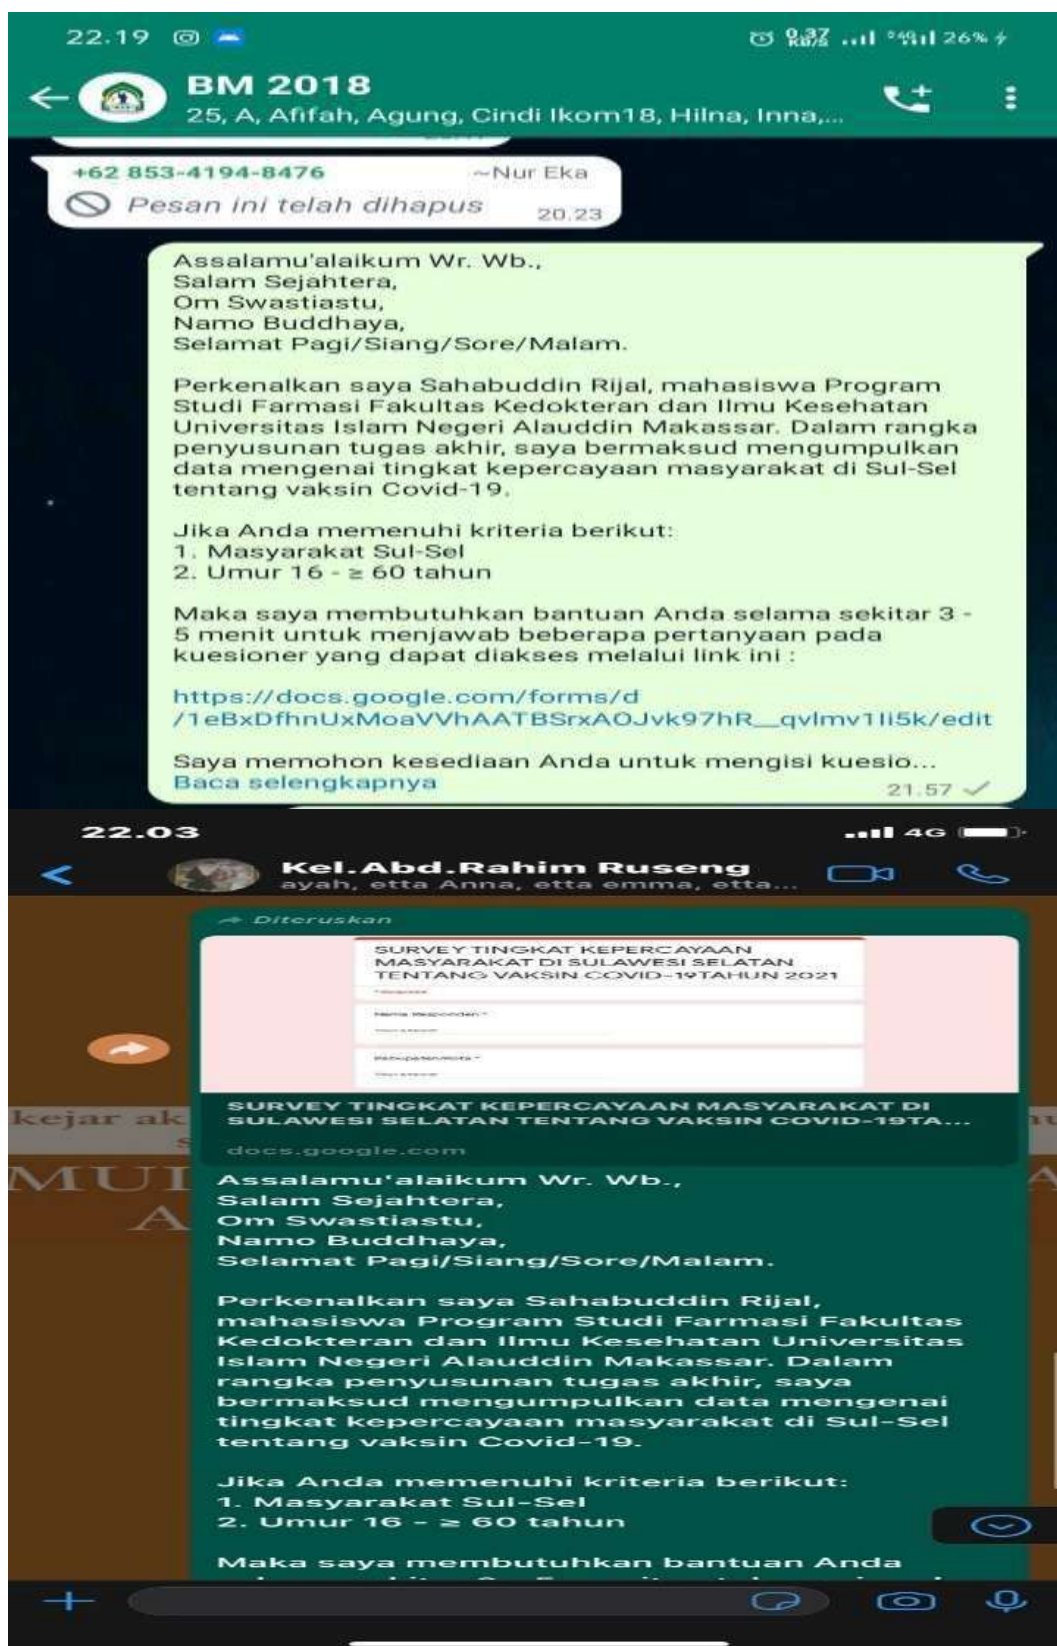 22.19
0,37 KB/s 26%
BM 2018
25, A, Afifah, Agung, Cindi Ikom18, Hilna, Inna,...
+62 853-4194-8476 ~Nur Eka
Pesan ini telah dihapus 20.23
Assalamu'alaikum Wr. Wb.,
Salam Sejahtera,
Om Swastiastu,
Namo Buddhaya,
Selamat Pagi/Siang/Sore/Malam.
Perkenalkan saya Sahabuddin Rijal, mahasiswa Program
Studi Farmasi Fakultas Kedokteran dan Ilmu Kesehatan
Universitas Islam Negeri Alauddin Makassar. Dalam rangka
penyusunan tugas akhir, saya bermaksud mengumpulkan
data mengenai tingkat kepercayaan masyarakat di Sul-Sel
tentang vaksin Covid-19.
Jika Anda memenuhi kriteria berikut:
1. Masyarakat Sul-Sel
2. Umur 16 - ≥ 60 tahun
Maka saya membutuhkan bantuan Anda selama sekitar 3 -
5 menit untuk menjawab beberapa pertanyaan pada
kuesioner yang dapat diakses melalui link ini :
https://docs.google.com/forms/d
/1eBxDfhnUxMoaVVhAATBSrxAOJvk97hR__qvlmv1Ii5k/edit
Saya memohon kesediaan Anda untuk mengisi kuesio...
Baca selengkapnya
21.57
22.03
4G
Kel.Abd.Rahim Ruseng
ayah, etta Anna, etta emma, etta...
Diteruskan
SURVEY TINGKAT KEPERCAYAAN
MASYARAKAT DI SULAWESI SELATAN
TENTANG VAKSIN COVID-19TAHUN 2021
Nama Responden *
Kabupaten/Kota *
SURVEY TINGKAT KEPERCAYAAN MASYARAKAT DI
SULAWESI SELATAN TENTANG VAKSIN COVID-19TA...
docs.google.com
kejar ak
MUI
A
Assalamu'alaikum Wr. Wb.,
Salam Sejahtera,
Om Swastiastu,
Namo Buddhaya,
Selamat Pagi/Siang/Sore/Malam.
Perkenalkan saya Sahabuddin Rijal,
mahasiswa Program Studi Farmasi Fakultas
Kedokteran dan Ilmu Kesehatan Universitas
Islam Negeri Alauddin Makassar. Dalam
rangka penyusunan tugas akhir, saya
bermaksud mengumpulkan data mengenai
tingkat kepercayaan masyarakat di Sul-Sel
tentang vaksin Covid-19.
Jika Anda memenuhi kriteria berikut:
1. Masyarakat Sul-Sel
2. Umur 16 - ≥ 60 tahun
Maka saya membutuhkan bantuan Anda